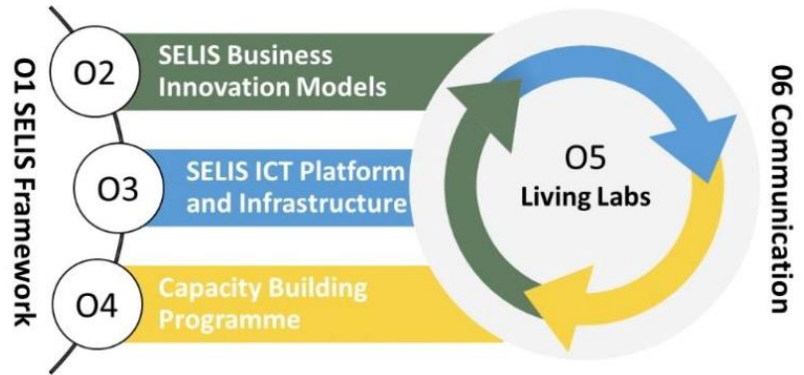 O1 SELIS Framework
O2
SELIS Business
Innovation Models
O3
SELIS ICT Platform
and Infrastructure
O4
Capacity Building
Programme
O5
Living Labs
06 Communication